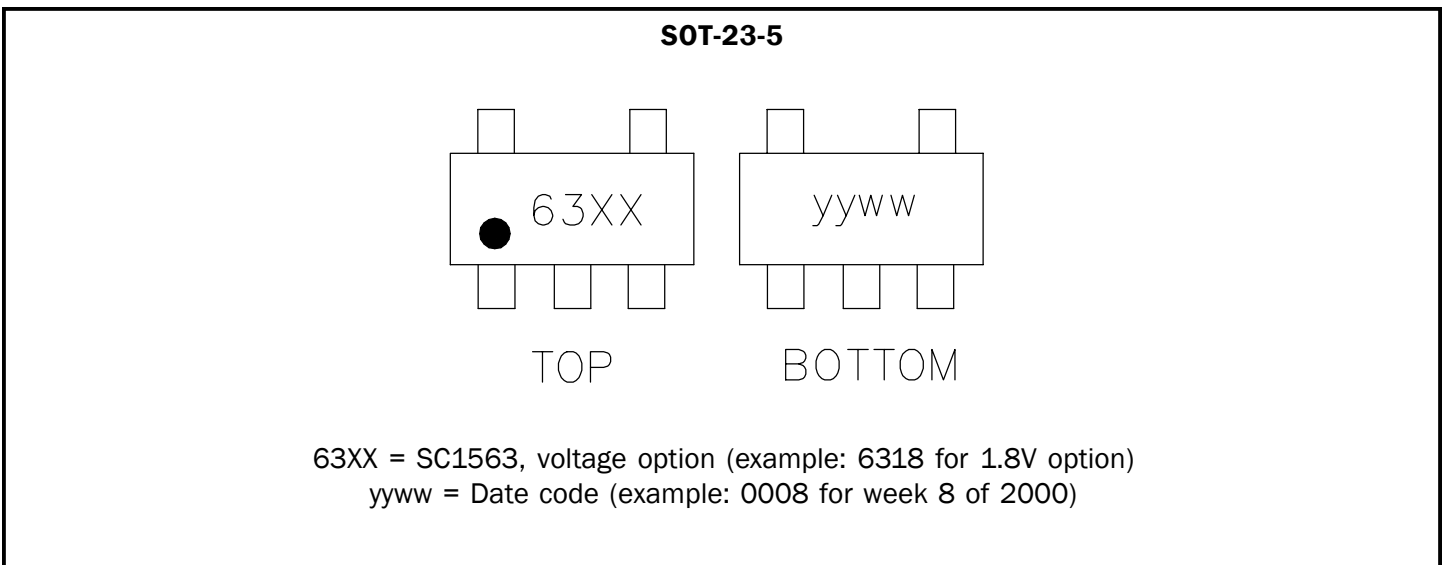 SOT-23-5
63XX
yyww
TOP
BOTTOM
63XX = SC1563, voltage option (example: 6318 for 1.8V option)
yyww = Date code (example: 0008 for week 8 of 2000)